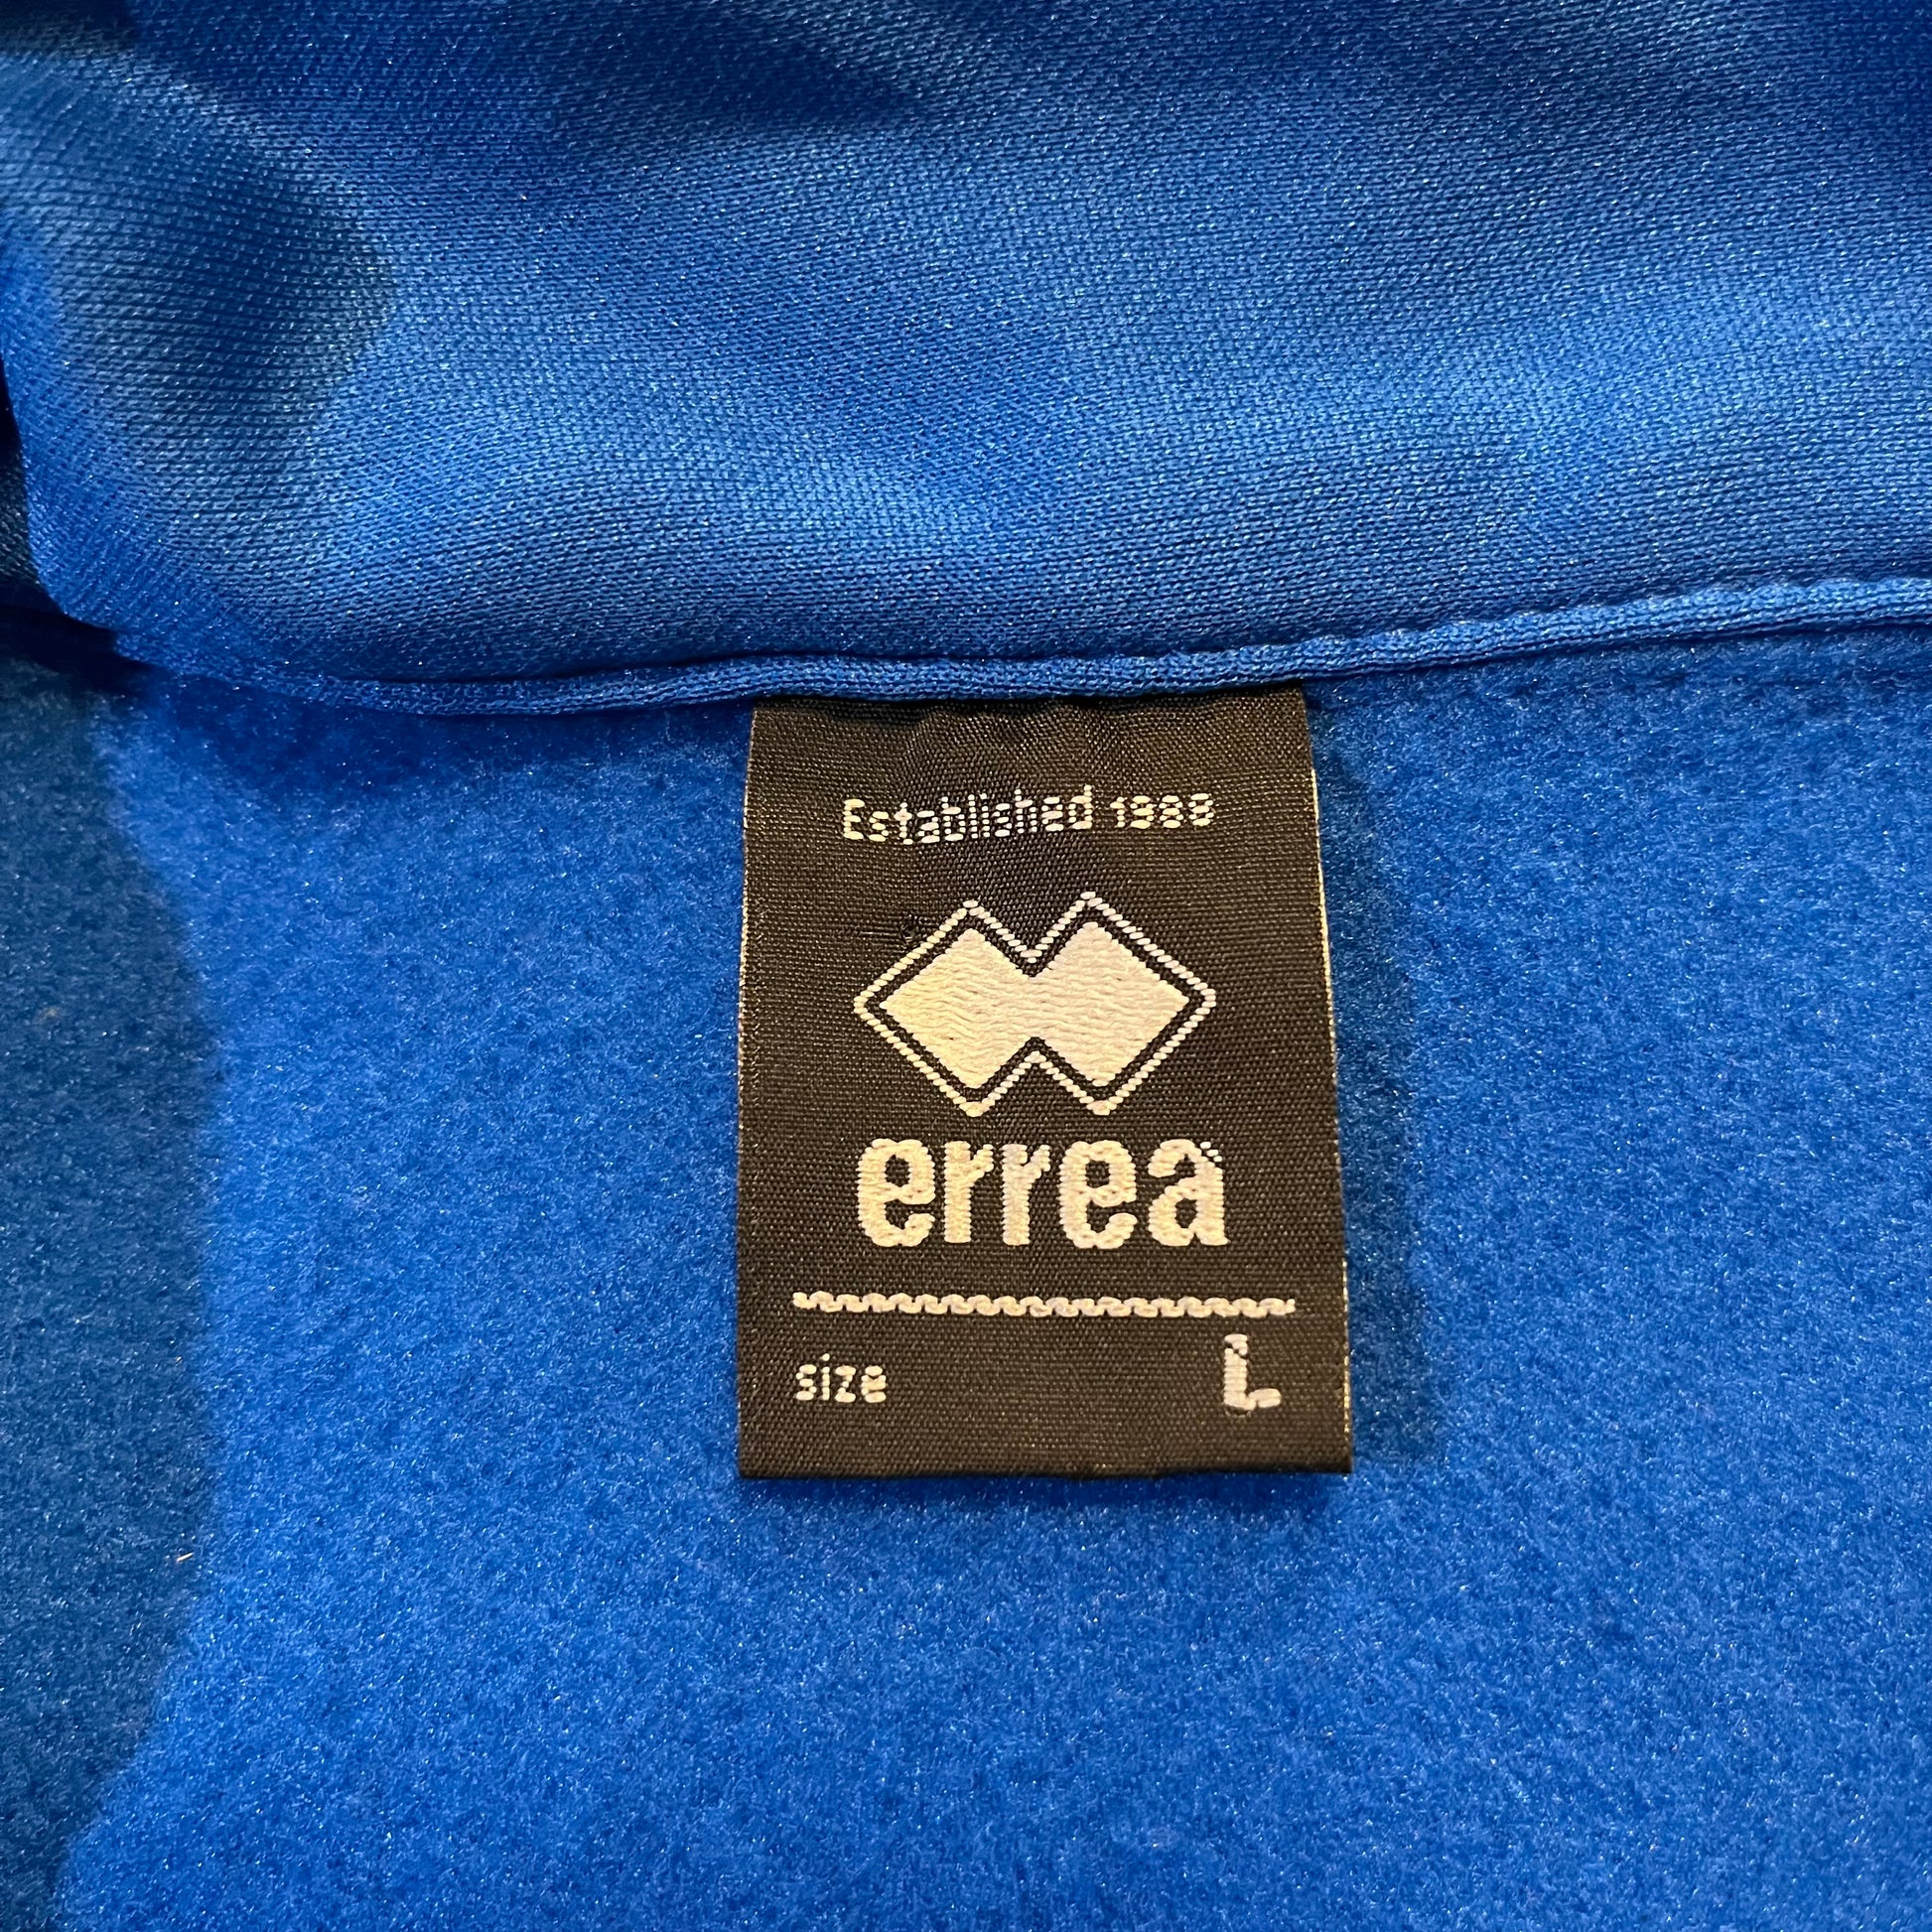 Established 1988
errea
size L